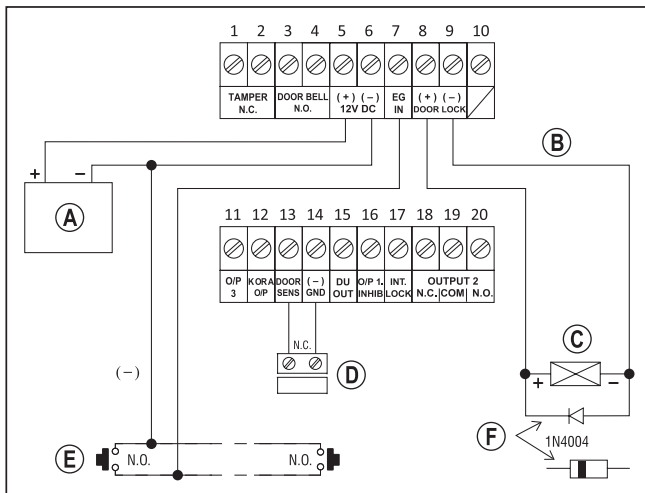 1 2 3 4 5 6 7 8 9 10
TAMPER N.C. DOOR BELL N.O. (+) (−) 12V DC EG IN (+) (−) DOOR LOCK
B
+ −
A
11 12 13 14 15 16 17 18 19 20
O/P 3 KORA O/P DOOR SENS (−) GND DU OUT O/P 1. INHIB INT. LOCK OUTPUT 2 N.C. COM N.O.
N.C.
D
C
+ −
(−)
F
1N4004
E
N.O. N.O.